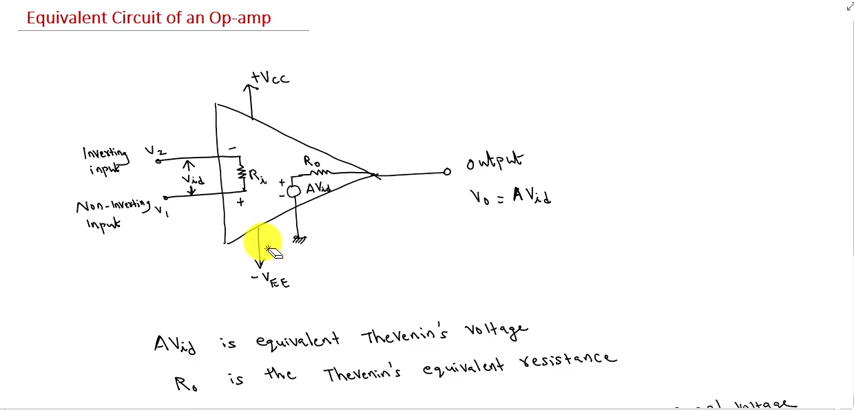 Equivalent Circuit of an Op-amp
+VCC
Inverting input
V2
-
Vid
Ri
Ro
+
-
AVid
output
Vo = AVid
Non-Inverting Input
V1
+
-VEE
AVid is equivalent Thevenin's voltage
Ro is the Thevenin's equivalent resistance
voltage